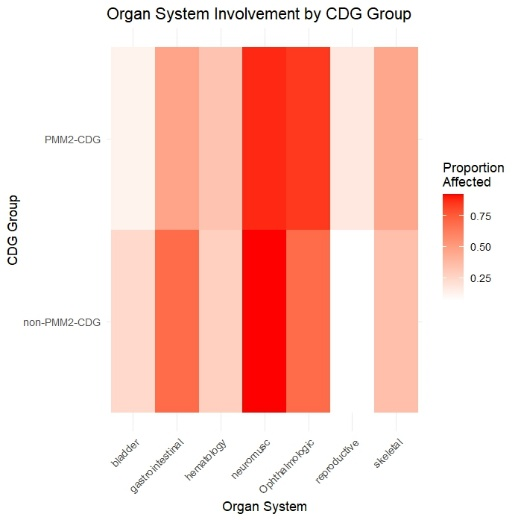 Organ System Involvement by CDG Group
PMM2-CDG
non-PMM2-CDG
CDG Group
bladder
gastrointestinal
hematology
neuromusc
Ophthalmologic
reproductive
skeletal
Organ System
Proportion
Affected
0.75
0.50
0.25